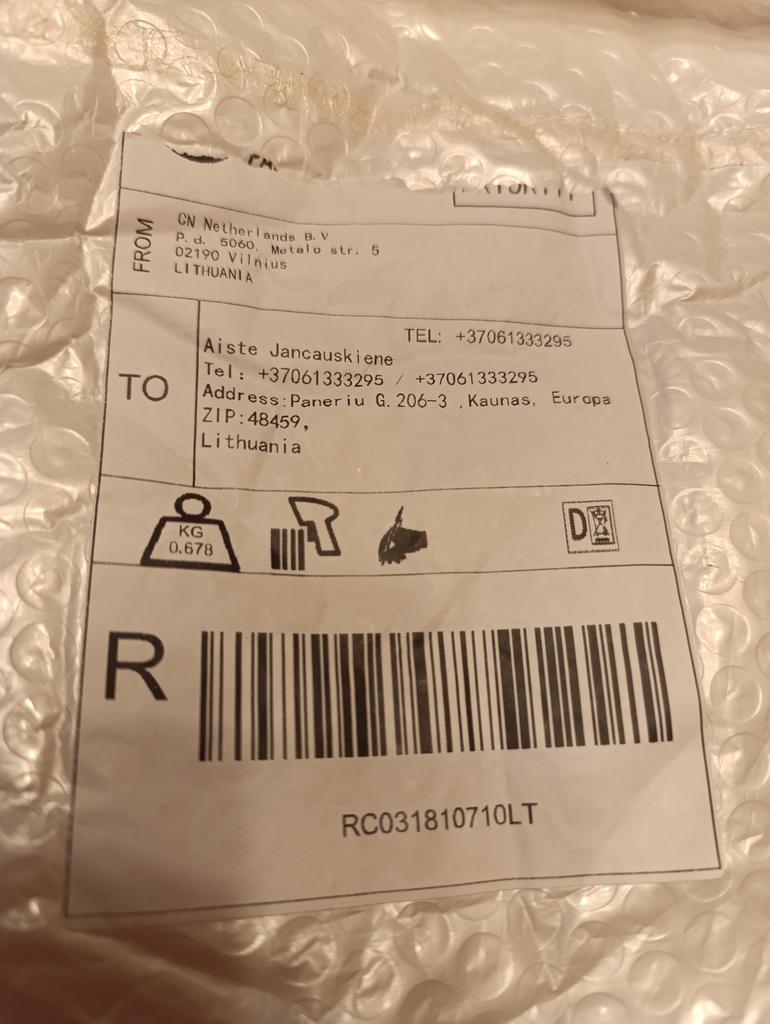 PRIORITY
FROM
CN Netherlands B.V
P.d. 5060, Metalo str. 5
02190 Vilnius
LITHUANIA
TO
TEL: +37061333295
Aiste Jancauskiene
Tel: +37061333295 / +37061333295
Address:Paneriu G.206-3 ,Kaunas, Europa
ZIP:48459,
Lithuania
KG
0.678
D
R
RC031810710LT